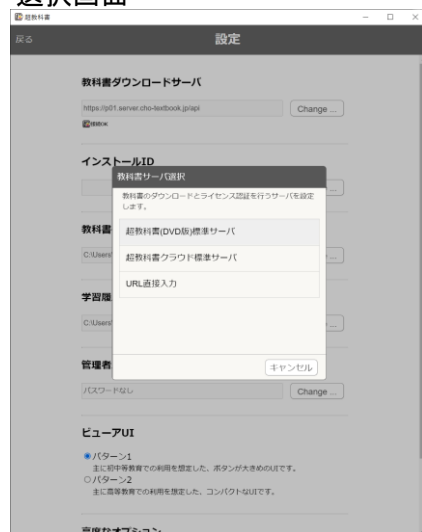 選択画面
超教科書
戻る
設定
教科書ダウンロードサーバ
https://p01.server.cho-textbook.jp/api
Change ...
インストールID
教科書サーバ選択
教科書のダウンロードとライセンス認証を行うサーバを設定
します。
教科書
超教科書(DVD版)標準サーバ
C:\Users\
超教科書クラウド標準サーバ
URL直接入力
学習履
C:\Users\
キャンセル
管理者
パスワードなし
Change ...
ビューアUI
パターン1
主に初中等教育での利用を想定した、ボタンが大きめのUIです。
パターン2
主に高等教育での利用を想定した、コンパクトなUIです。
高度なオプション